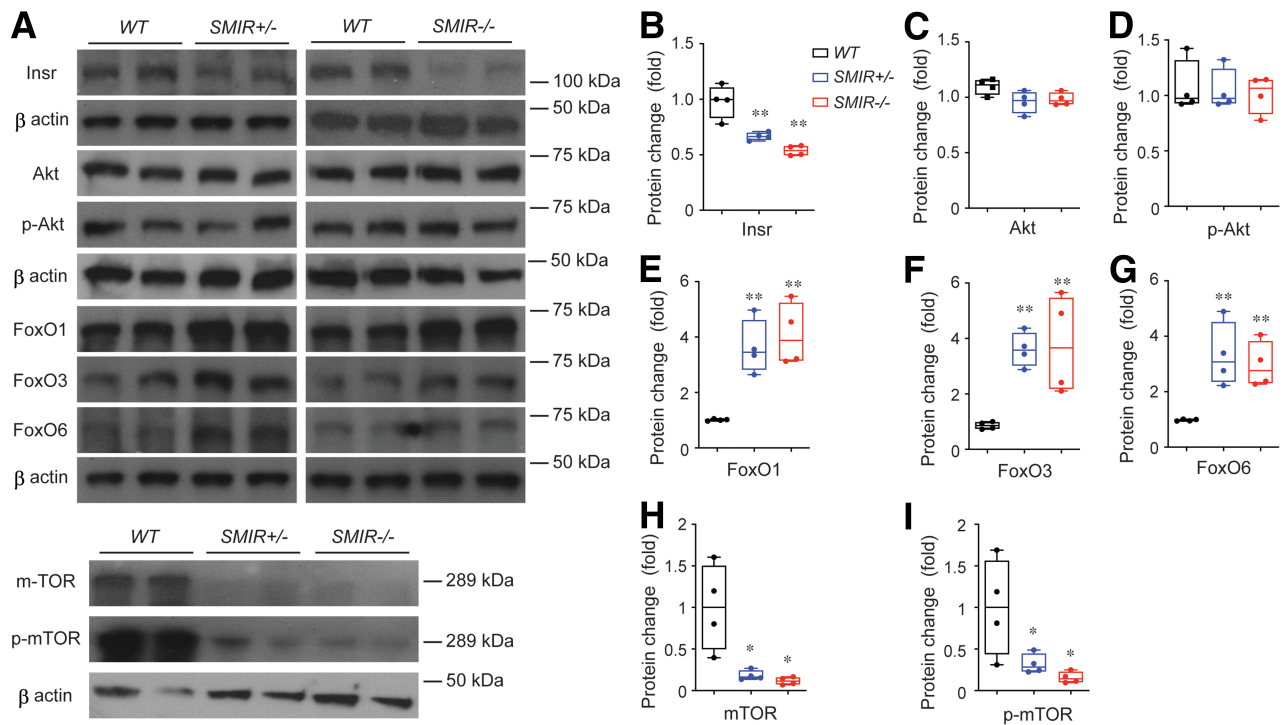 A
WT SMIR+/- WT SMIR-/-
Insr
100 kDa
50 kDa
β actin
75 kDa
Akt
75 kDa
p-Akt
50 kDa
β actin
75 kDa
FoxO1
75 kDa
FoxO3
75 kDa
FoxO6
50 kDa
β actin
WT SMIR+/- SMIR-/-
m-TOR
289 kDa
p-mTOR
289 kDa
50 kDa
β actin
B
Protein change (fold)
1.5
1.0
0.5
0
** **
Insr
WT
SMIR+/-
SMIR-/-
C
Protein change (fold)
1.5
1.0
0.5
0
Akt
D
Protein change (fold)
1.5
1.0
0.5
0
p-Akt
E
Protein change (fold)
6
4
2
0
** **
FoxO1
F
Protein change (fold)
6
4
2
0
** **
FoxO3
G
Protein change (fold)
6
4
2
0
** **
FoxO6
H
Protein change (fold)
2
1.5
1
0.5
0
* *
mTOR
I
Protein change (fold)
2
1.5
1
0.5
0
* *
p-mTOR